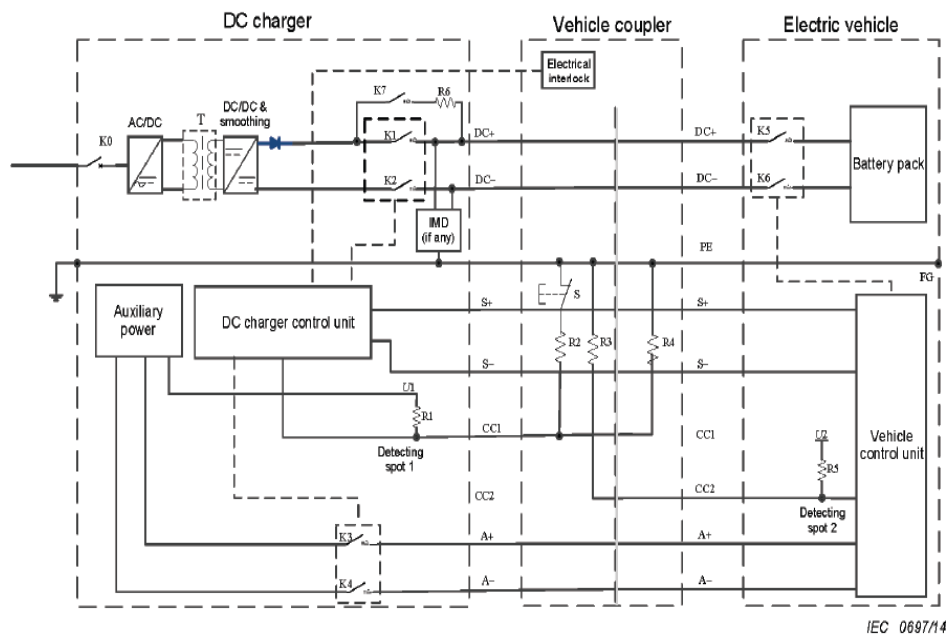 DC charger
Vehicle coupler
Electric vehicle
Electrical
interlock
K7
R6
DC/DC &
smoothing
AC/DC
T
K0
K1
DC+
DC+
K5
Battery pack
K2
DC–
DC–
K6
IMD
(if any)
PE
FG
Auxiliary
power
DC charger control unit
S+
S
S+
R2
R3
R4
S–
S–
U1
R1
CC1
CC1
Detecting
spot 1
U2
R5
Vehicle
control unit
CC2
CC2
Detecting
spot 2
K3
A+
A+
K4
A–
A–
IEC 0697/14